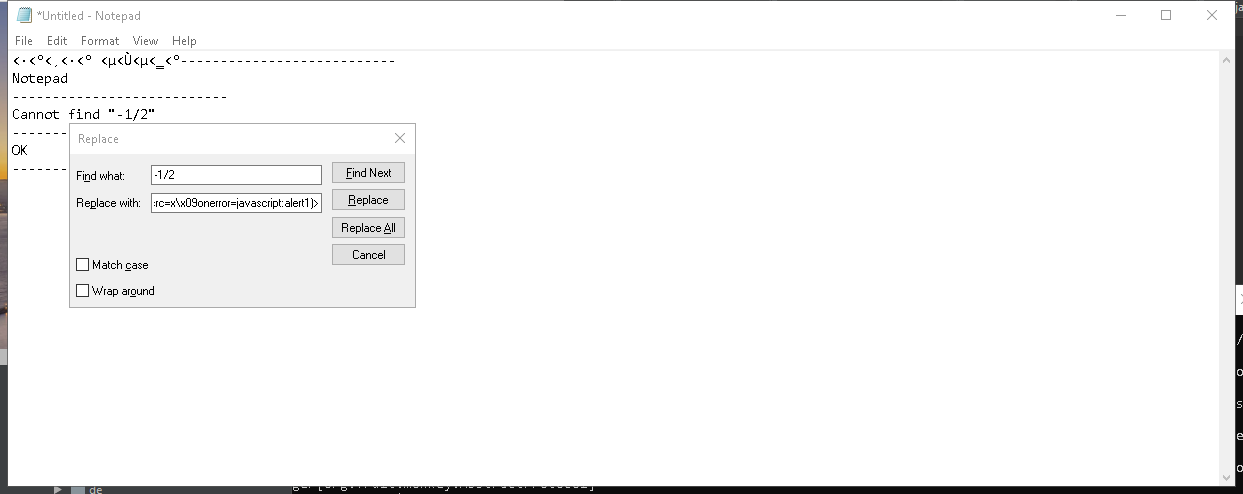 *Untitled - Notepad
File Edit Format View Help
Notepad
---------------------------
Cannot find "-1/2"
Replace
OK
Find what: -1/2 Find Next
Replace with: rc=x\x09onerror=javascript:alert1)> Replace
Replace All
Cancel
Match case
Wrap around
de